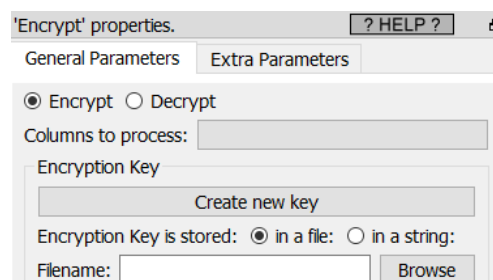 'Encrypt' properties. ? HELP ?
General Parameters Extra Parameters
Encrypt Decrypt
Columns to process:
Encryption Key
Create new key
Encryption Key is stored: in a file: in a string:
Filename: Browse